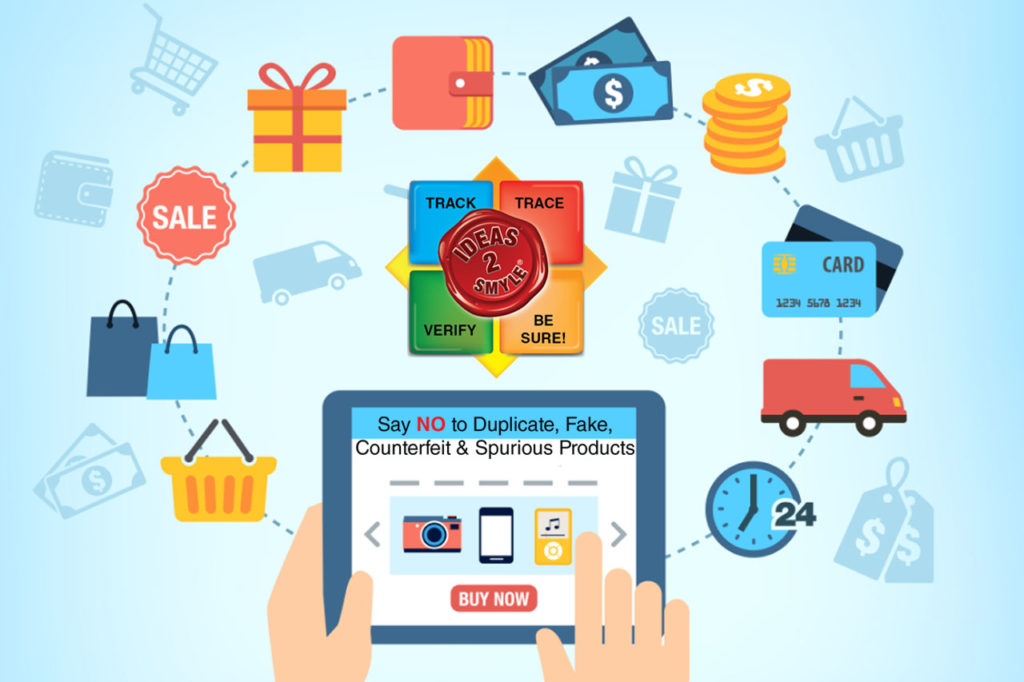 $
$
SALE
TRACK
TRACE
IDEAS
2
SMYLE®
VERIFY
BE
SURE!
CARD
1234 5678 1234
SALE
$
Say NO to Duplicate, Fake,
Counterfeit & Spurious Products
24
$
$
BUY NOW